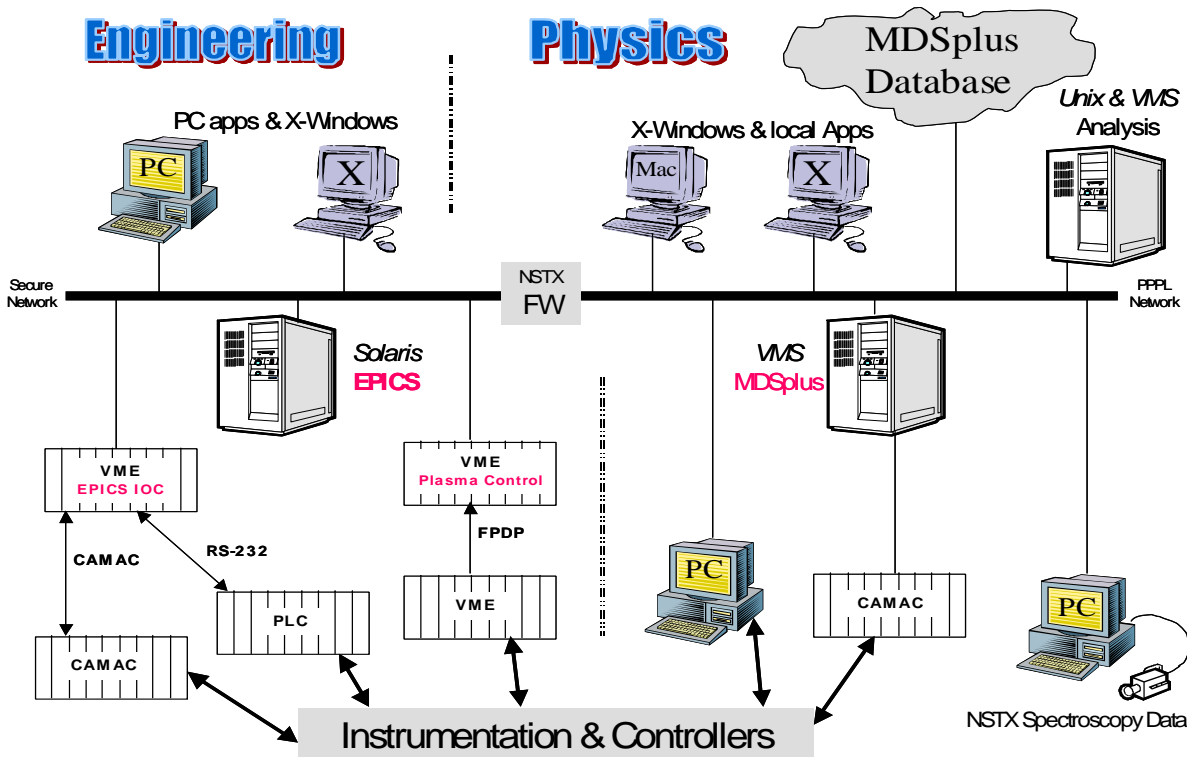 Engineering
Physics
MDSplus
Database
Unix & VMS
Analysis
PC apps & X-Windows
X-Windows & local Apps
PC
X
Mac
X
Secure
Network
NSTX
FW
PPPL
Network
Solaris
EPICS
VMS
MDSplus
VME
EPICS IOC
VME
Plasma Control
CAMAC
RS-232
FPDP
PC
CAMAC
PC
PLC
VME
CAMAC
NSTX Spectroscopy Data
Instrumentation & Controllers